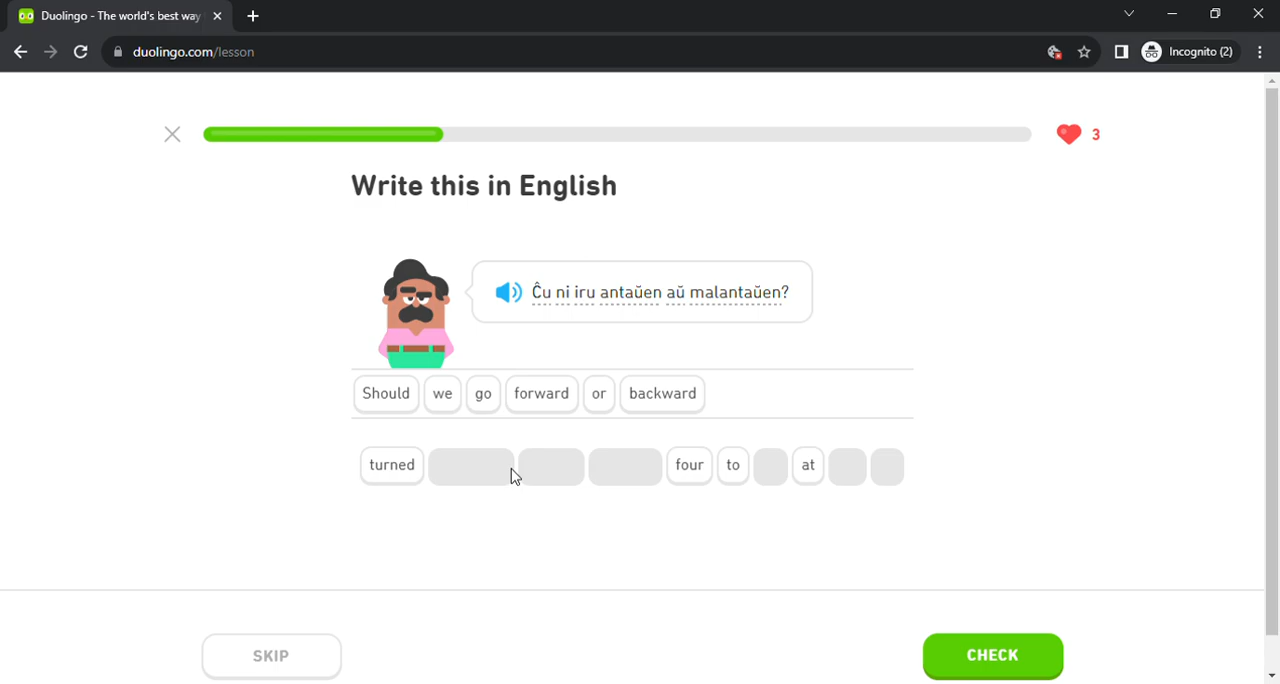 Duolingo - The world's best way
duolingo.com/lesson
Incognito (2)
3
Write this in English
Ĉu ni iru antaŭen aŭ malantaŭen?
Should we go forward or backward
turned four to at
SKIP
CHECK